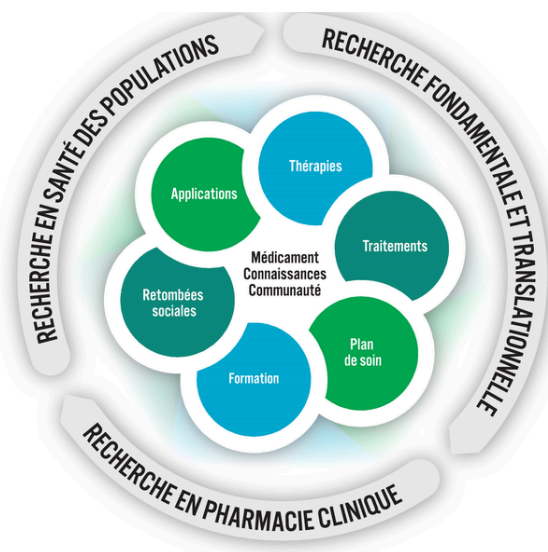 RECHERCHE EN SANTÉ DES POPULATIONS
RECHERCHE FONDAMENTALE ET TRANSLATIONNELLE
Thérapies
Applications
Traitements
Médicament
Connaissances
Communauté
Retombées
sociales
Plan
de soin
Formation
RECHERCHE EN PHARMACIE CLINIQUE